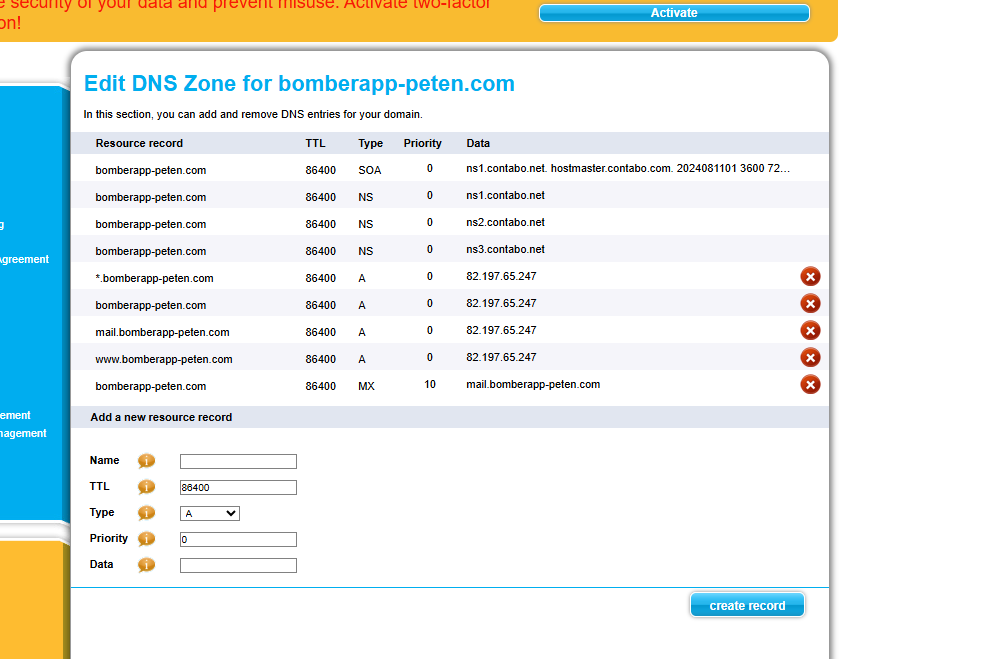 e security of your data and prevent misuse. Activate two-factor
on!
Activate
Edit DNS Zone for bomberapp-peten.com
In this section, you can add and remove DNS entries for your domain.
Resource record TTL Type Priority Data
bomberapp-peten.com 86400 SOA 0 ns1.contabo.net. hostmaster.contabo.com. 2024081101 3600 72...
bomberapp-peten.com 86400 NS 0 ns1.contabo.net
bomberapp-peten.com 86400 NS 0 ns2.contabo.net
bomberapp-peten.com 86400 NS 0 ns3.contabo.net
*.bomberapp-peten.com 86400 A 0 82.197.65.247
bomberapp-peten.com 86400 A 0 82.197.65.247
mail.bomberapp-peten.com 86400 A 0 82.197.65.247
www.bomberapp-peten.com 86400 A 0 82.197.65.247
bomberapp-peten.com 86400 MX 10 mail.bomberapp-peten.com
Add a new resource record
Name
TTL 86400
Type A
Priority 0
Data
create record
g
Agreement
ement
nagement